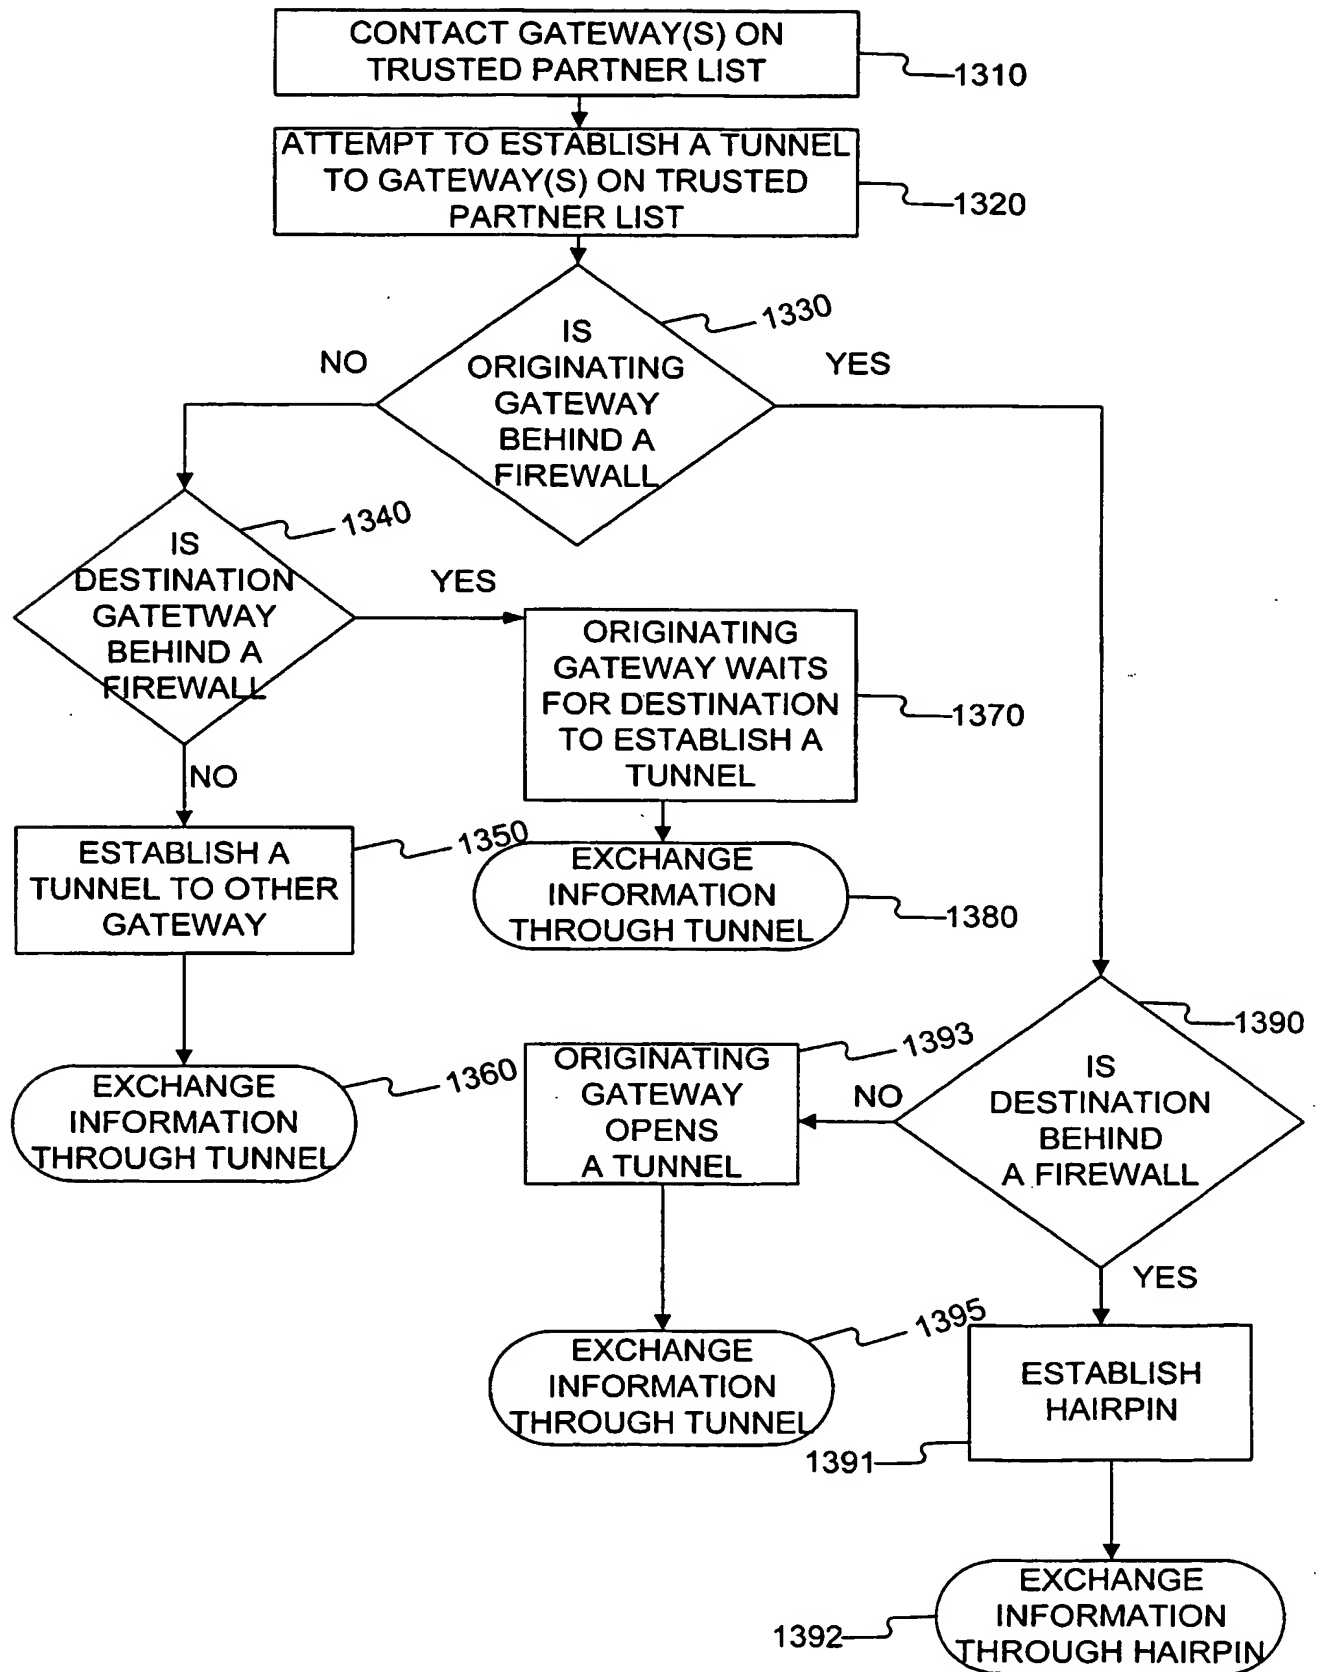 CONTACT GATEWAY(S) ON
TRUSTED PARTNER LIST
1310
ATTEMPT TO ESTABLISH A TUNNEL
TO GATEWAY(S) ON TRUSTED
PARTNER LIST
1320
1330
IS
ORIGINATING
GATEWAY
BEHIND A
FIREWALL
NO
YES
1340
IS
DESTINATION
GATETWAY
BEHIND A
FIREWALL
YES
NO
ORIGINATING
GATEWAY WAITS
FOR DESTINATION
TO ESTABLISH A
TUNNEL
1370
1350
ESTABLISH A
TUNNEL TO OTHER
GATEWAY
EXCHANGE
INFORMATION
THROUGH TUNNEL
1380
1360
EXCHANGE
INFORMATION
THROUGH TUNNEL
1390
IS
DESTINATION
BEHIND
A FIREWALL
NO
YES
1393
ORIGINATING
GATEWAY
OPENS
A TUNNEL
1395
EXCHANGE
INFORMATION
THROUGH TUNNEL
ESTABLISH
HAIRPIN
1391
EXCHANGE
INFORMATION
THROUGH HAIRPIN
1392